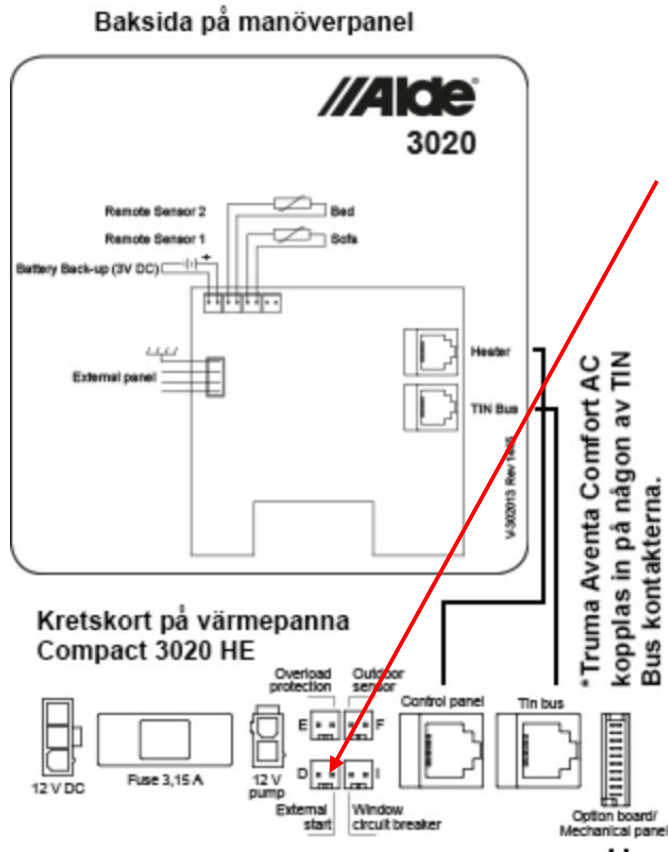 Baksida på manöverpanel
Alde
3020
Remote Sensor 2
Bed
Remote Sensor 1
Sofa
Battery Back-up (3V DC)
+
External panel
Heater
TIN Bus
V-302013 Rev
*Truma Aventa Comfort AC
kopplas in på någon av TIN
Bus kontakterna.
Kretskort på värmepanna
Compact 3020 HE
Overload
protection
Outdoor
sensor
Control panel
Tin bus
E
F
D
I
12 V DC
Fuse 3,15 A
12 V
pump
External
start
Window
circuit breaker
Option board/
Mechanical panel